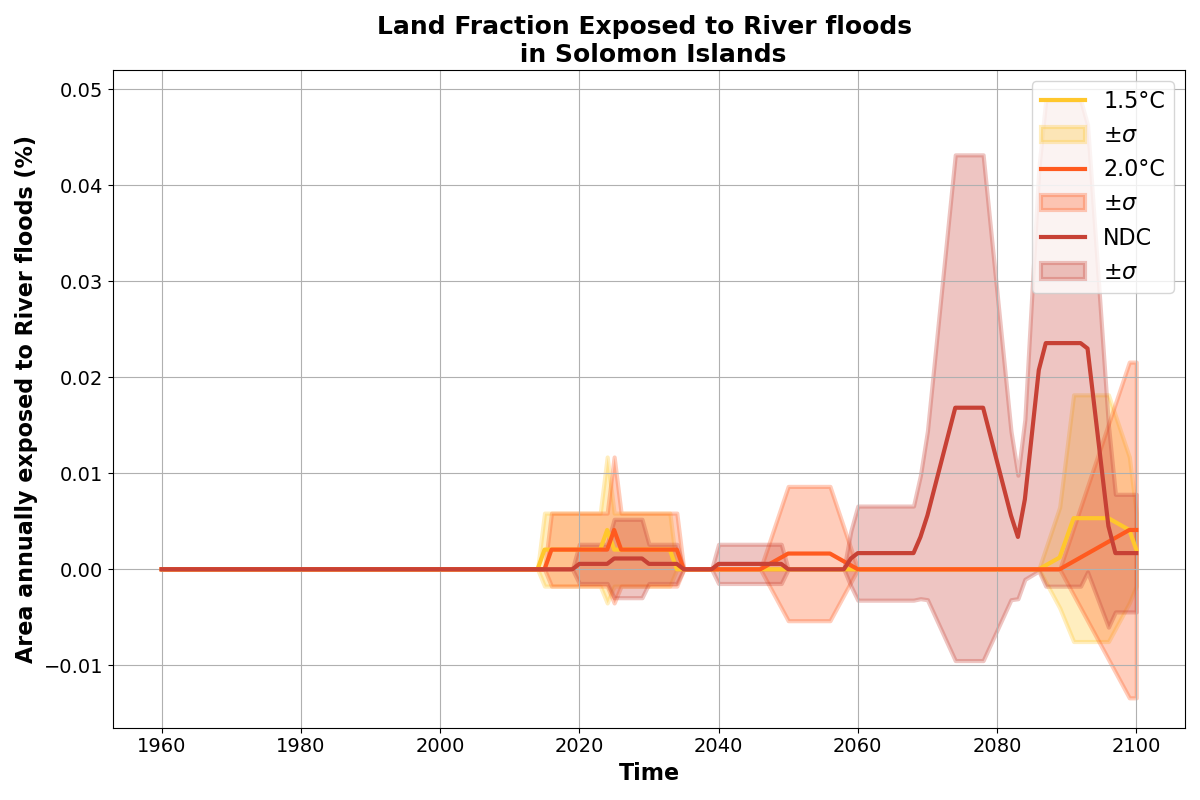 Land Fraction Exposed to River floods
in Solomon Islands
Area annually exposed to River floods (%)
0.05
0.04
0.03
0.02
0.01
0.00
−0.01
1960
1980
2000
2020
2040
2060
2080
2100
Time
1.5°C
±σ
2.0°C
±σ
NDC
±σ